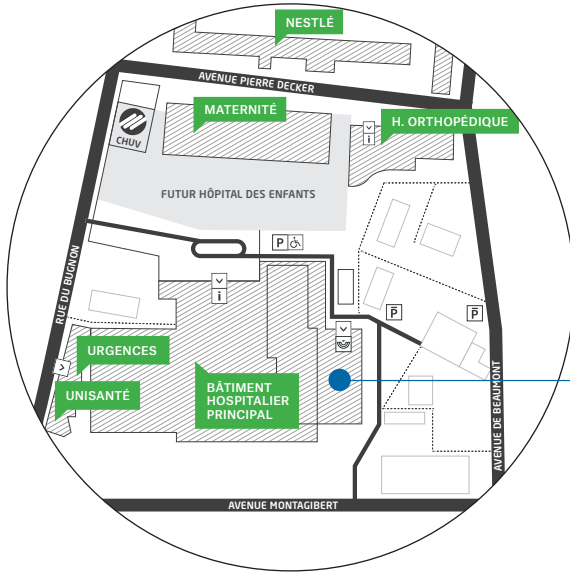 NESTLÉ
AVENUE PIERRE DECKER
MATERNITÉ
H. ORTHOPÉDIQUE
i
CHUV
FUTUR HÔPITAL DES ENFANTS
P
RUE DU BUGNON
i
P
P
URGENCES
UNISANTÉ
BÂTIMENT
HOSPITALIER
PRINCIPAL
AVENUE DE BEAUMONT
AVENUE MONTAGIBERT